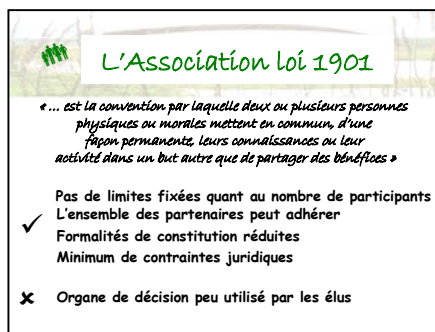 L'Association loi 1901
« ... est la convention par laquelle deux ou plusieurs personnes
physiques ou morales mettent en commun, d'une
façon permanente, leurs connaissances ou leur
activité dans un but autre que de partager des bénéfices »
Pas de limites fixées quant au nombre de participants
L'ensemble des partenaires peut adhérer
Formalités de constitution réduites
Minimum de contraintes juridiques
Organe de décision peu utilisé par les élus